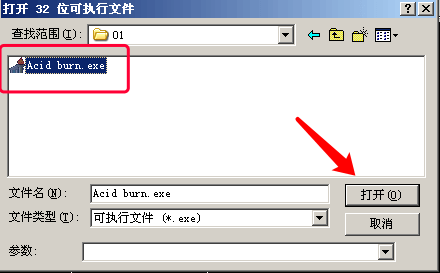 打开 32 位可执行文件
查找范围(I): 01
Acid burn.exe
文件名(N): Acid burn.exe 打开(O)
文件类型(T): 可执行文件 (*.exe) 取消
参数: